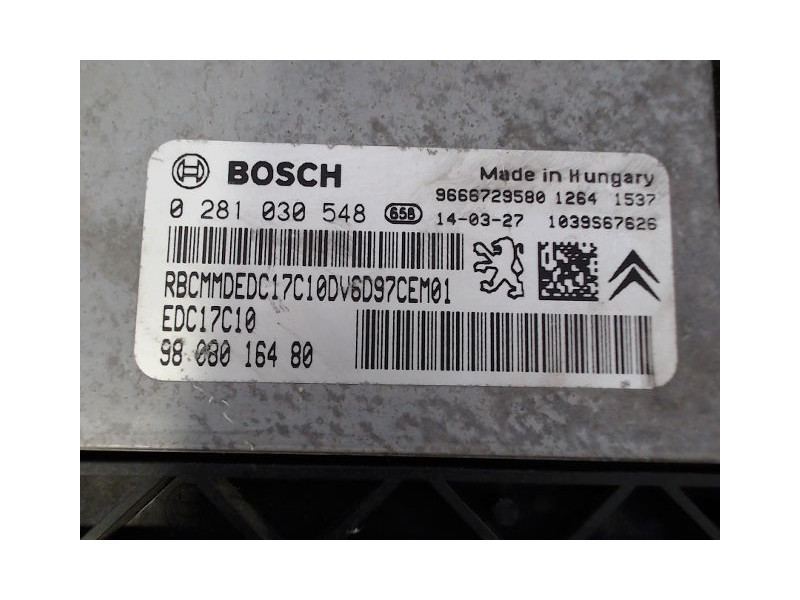 BOSCH
Made in Hungary
9666729580 1264 1537
0 281 030 548 658 14-03-27 1039S67626
RBCMMDEDC17C10DV6D97CEM01
EDC17C10
98 080 164 80